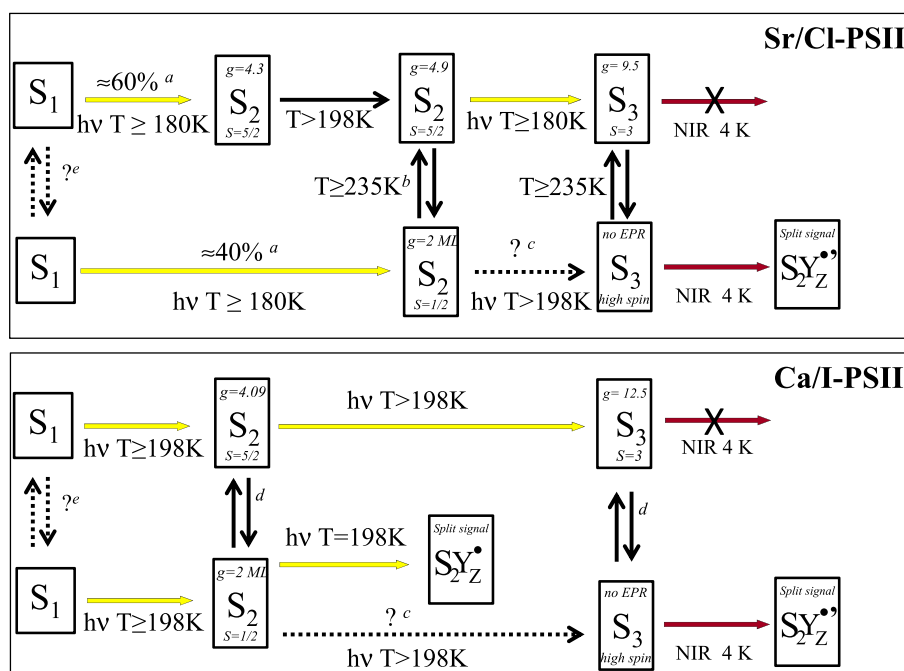 Sr/Cl-PSII
S₁
≈60% ᵃ
hν T ≥ 180K
g=4.3
S₂
S=5/2
T>198K
g=4.9
S₂
S=5/2
hν T≥180K
g= 9.5
S₃
S=3
X
NIR 4 K
?ᵉ
T≥235Kᵇ
T≥235K
S₁
≈40% ᵃ
hν T ≥ 180K
g=2 ML
S₂
S=1/2
? ᶜ
hν T>198K
no EPR
S₃
high spin
NIR 4 K
Split signal
S₂Y_Z•’
Ca/I-PSII
S₁
hν T≥198K
g=4.09
S₂
S=5/2
hν T>198K
g= 12.5
S₃
S=3
X
NIR 4 K
?ᵉ
d
hν T=198K
Split signal
S₂Y_Z•
d
S₁
hν T≥198K
g=2 ML
S₂
S=1/2
? ᶜ
hν T>198K
no EPR
S₃
high spin
NIR 4 K
Split signal
S₂Y_Z•’